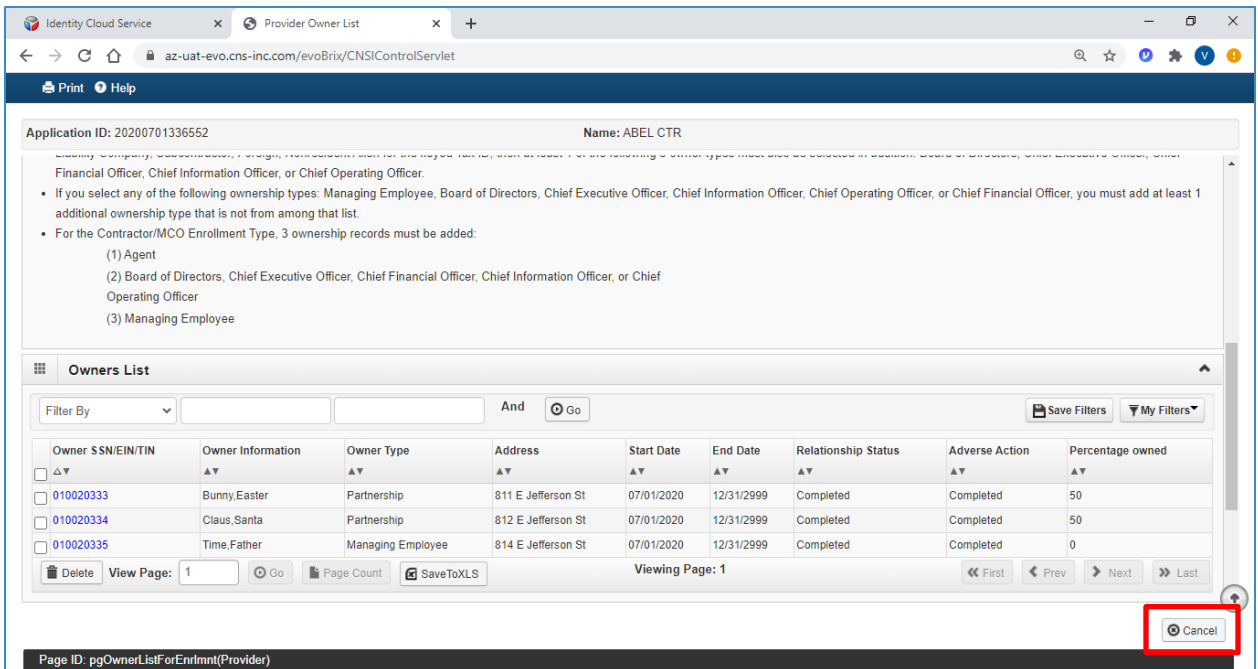 Identity Cloud Service
Provider Owner List
az-uat-evo.cns-inc.com/evoBrix/CNSIControlServlet
V
Print Help
Application ID: 20200701336552 Name: ABEL CTR
Financial Officer, Chief Information Officer, or Chief Operating Officer.
• If you select any of the following ownership types: Managing Employee, Board of Directors, Chief Executive Officer, Chief Information Officer, Chief Operating Officer, or Chief Financial Officer, you must add at least 1
additional ownership type that is not from among that list.
• For the Contractor/MCO Enrollment Type, 3 ownership records must be added:
(1) Agent
(2) Board of Directors, Chief Executive Officer, Chief Financial Officer, Chief Information Officer, or Chief
Operating Officer
(3) Managing Employee
Owners List
Filter By And Go Save Filters My Filters
Owner SSN/EIN/TIN Owner Information Owner Type Address Start Date End Date Relationship Status Adverse Action Percentage owned
010020333 Bunny,Easter Partnership 811 E Jefferson St 07/01/2020 12/31/2999 Completed Completed 50
010020334 Claus,Santa Partnership 812 E Jefferson St 07/01/2020 12/31/2999 Completed Completed 50
010020335 Time,Father Managing Employee 814 E Jefferson St 07/01/2020 12/31/2999 Completed Completed 0
Delete View Page: 1 Go Page Count SaveToXLS Viewing Page: 1 First Prev Next Last
Cancel
Page ID: pgOwnerListForEnrlmnt(Provider)